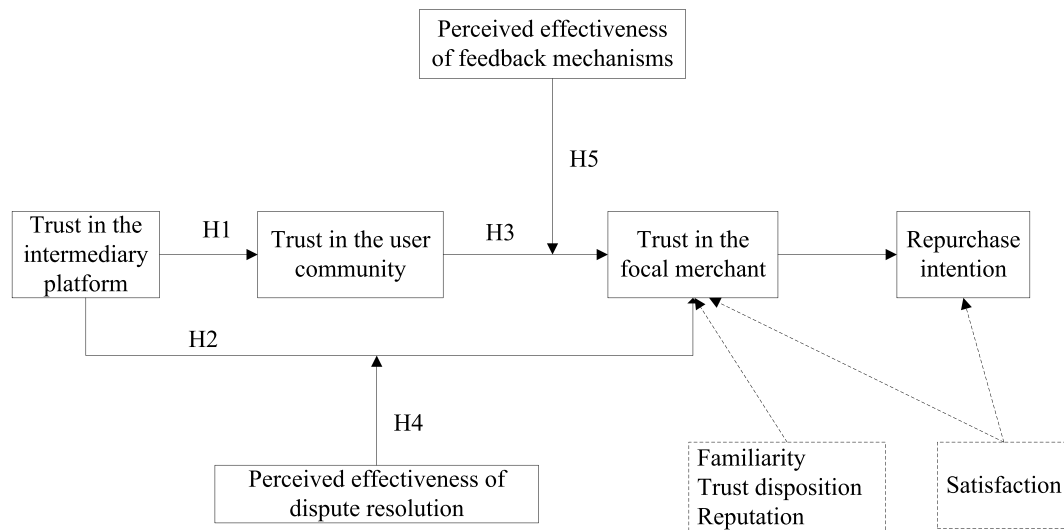 Perceived effectiveness
of feedback mechanisms
H5
Trust in the
intermediary
platform
H1
Trust in the user
community
H3
Trust in the
focal merchant
Repurchase
intention
H2
H4
Perceived effectiveness of
dispute resolution
Familiarity
Trust disposition
Reputation
Satisfaction